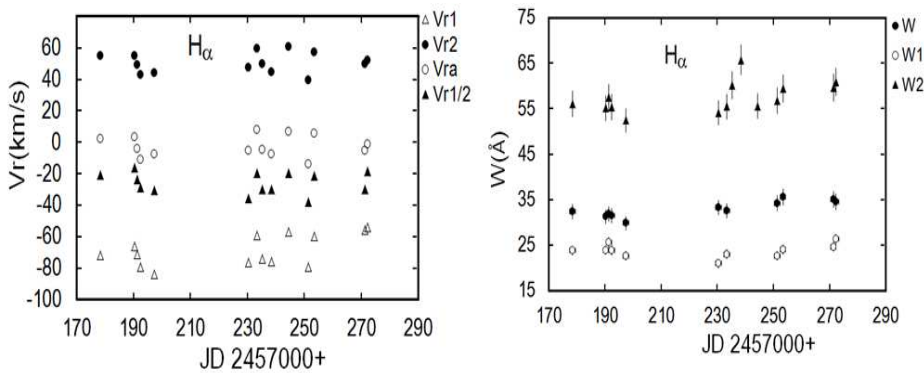 Hα
△ Vr1
● Vr2
○ Vra
▲ Vr1/2
Vr(km/s)
60
40
20
0
-20
-40
-60
-80
-100
170 190 210 230 250 270 290
JD 2457000+
Hα
● W
○ W1
▲ W2
W(Å)
75
65
55
45
35
25
15
170 190 210 230 250 270 290
JD 2457000+